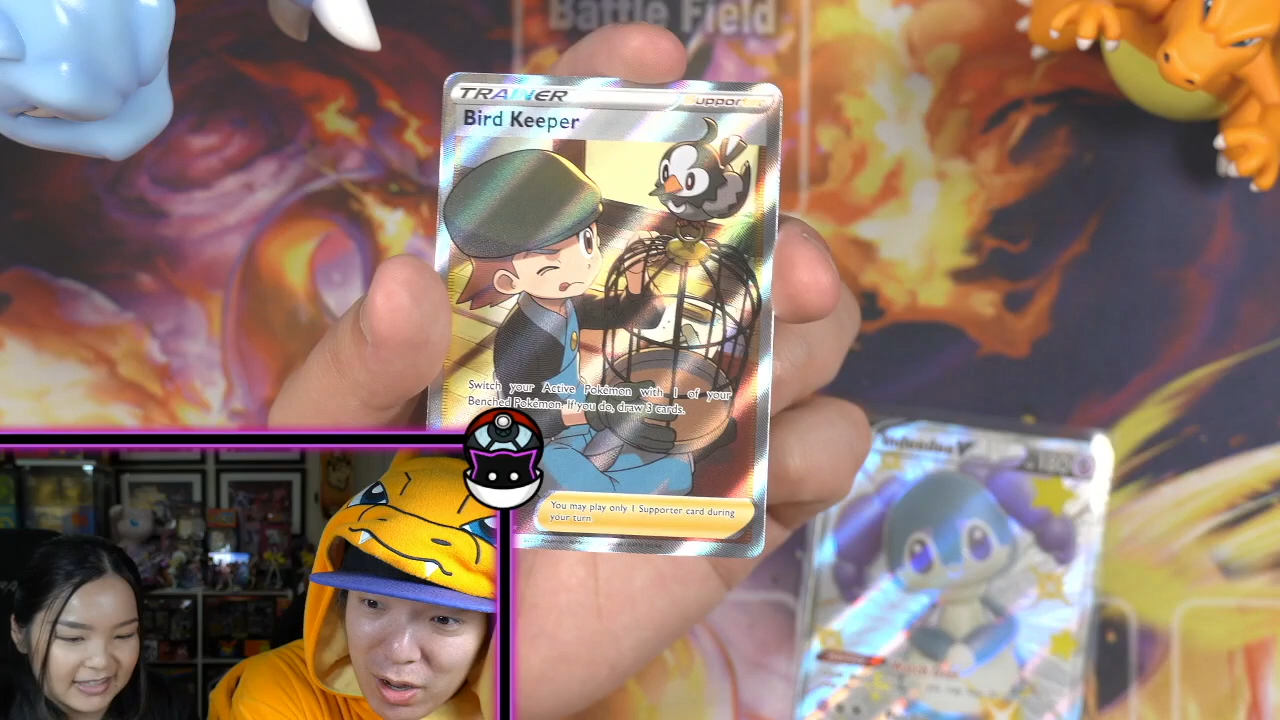 Battle Field
TRAINER
Bird Keeper
Switch your Active Pokémon with 1 of your
Benched Pokémon. If you do, draw 3 cards.
You may play only 1 Supporter card during
your turn.
Indeedee V